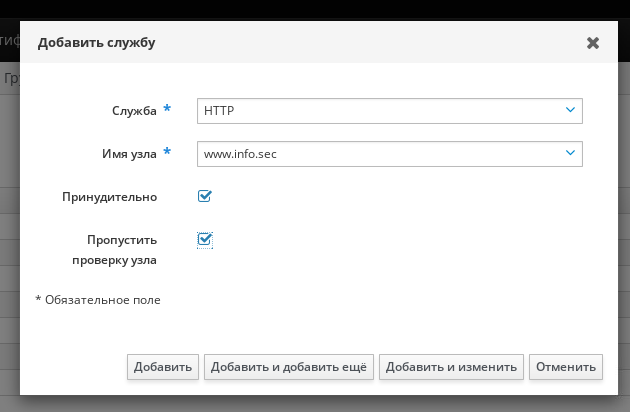 Добавить службу
Служба *
HTTP
Имя узла *
www.info.sec
Принудительно
Пропустить
проверку узла
* Обязательное поле
Добавить Добавить и добавить ещё Добавить и изменить Отменить